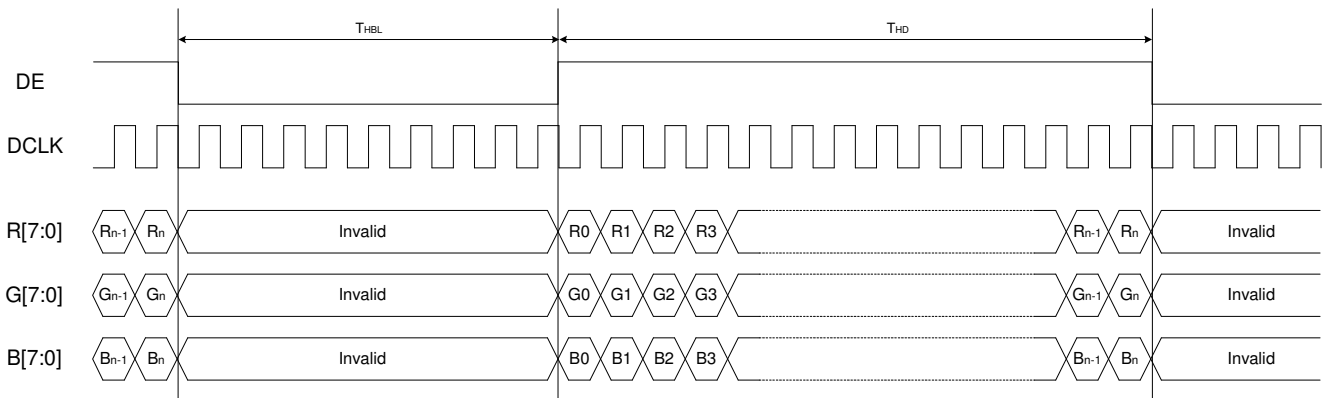 THBL THD
DE
DCLK
R[7:0] Rn-1 Rn Invalid R0 R1 R2 R3 Rn-1 Rn Invalid
G[7:0] Gn-1 Gn Invalid G0 G1 G2 G3 Gn-1 Gn Invalid
B[7:0] Bn-1 Bn Invalid B0 B1 B2 B3 Bn-1 Bn Invalid